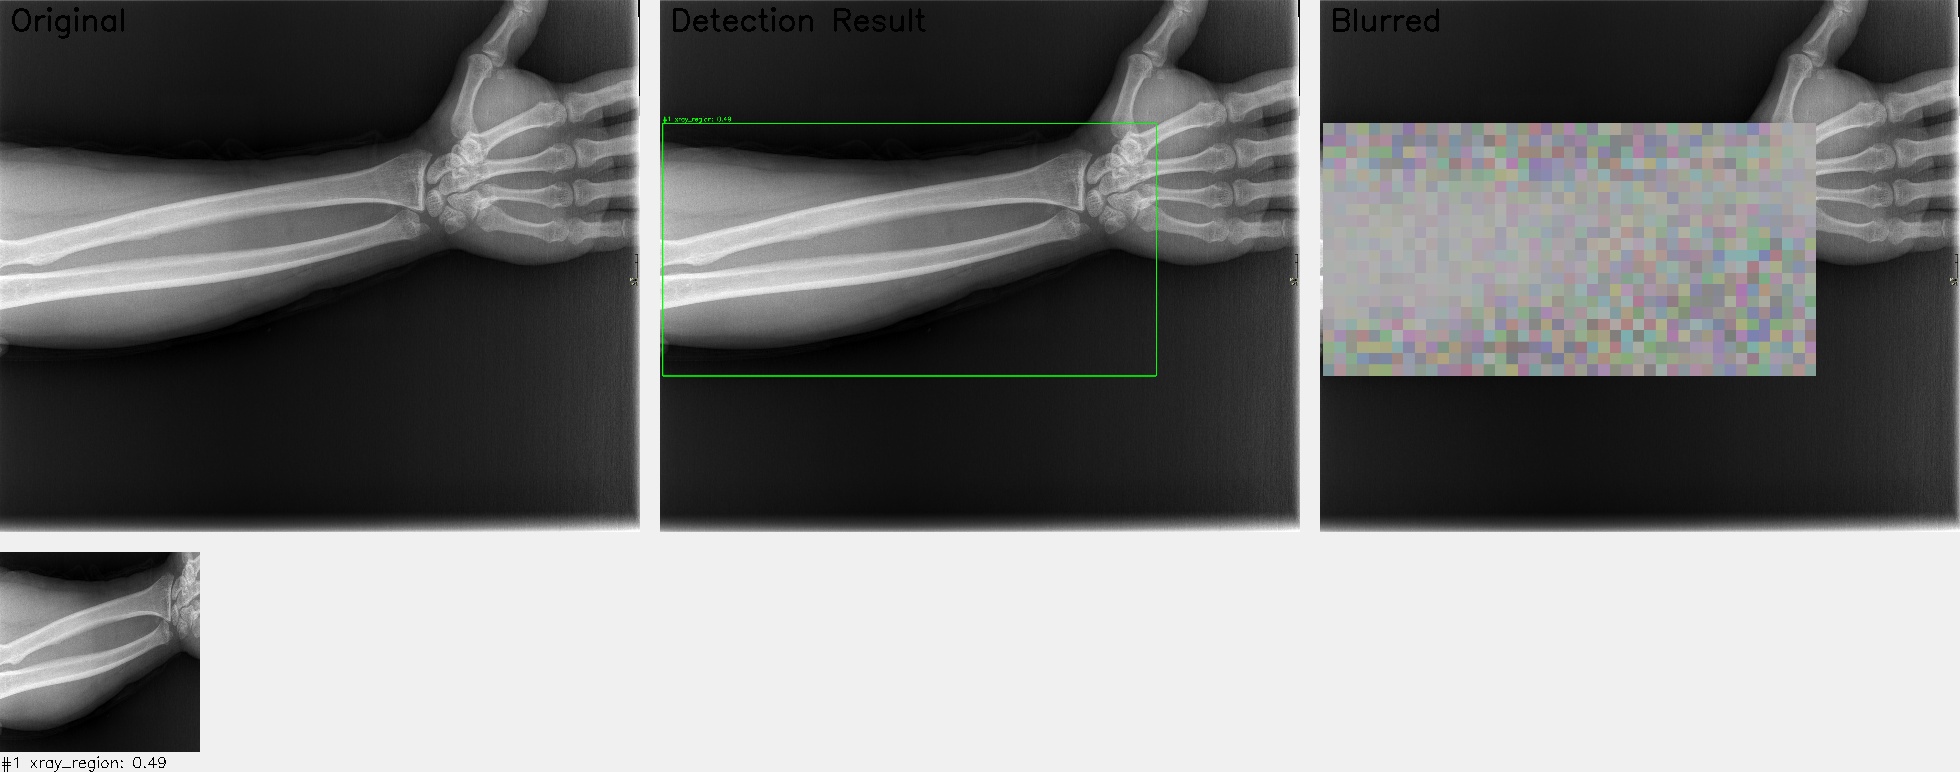 Original
Detection Result
Blurred
#1 xray_region: 0.49
#1 xray_region: 0.49